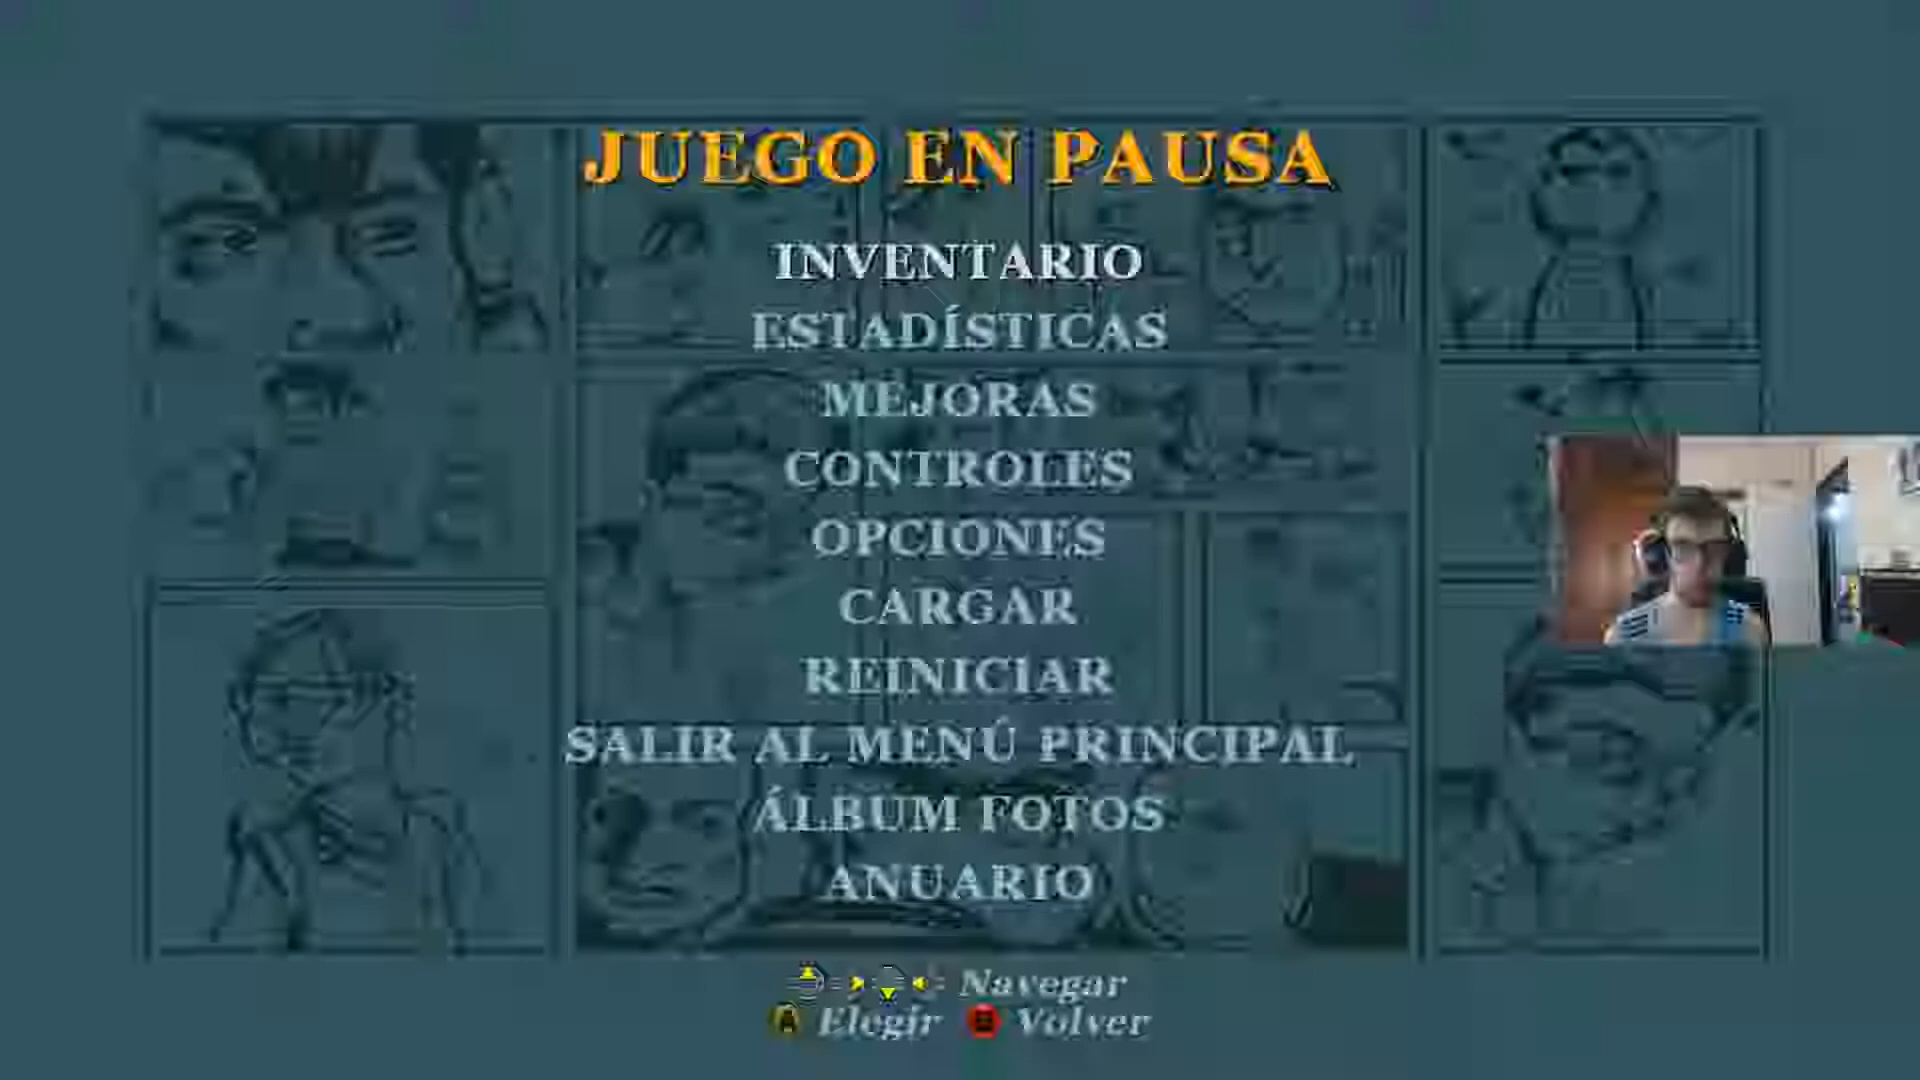 JUEGO EN PAUSA
INVENTARIO
ESTADÍSTICAS
MEJORAS
CONTROLES
OPCIONES
CARGAR
REINICIAR
SALIR AL MENÚ PRINCIPAL
ÁLBUM FOTOS
ANUARIO
Navegar
A Elegir B Volver